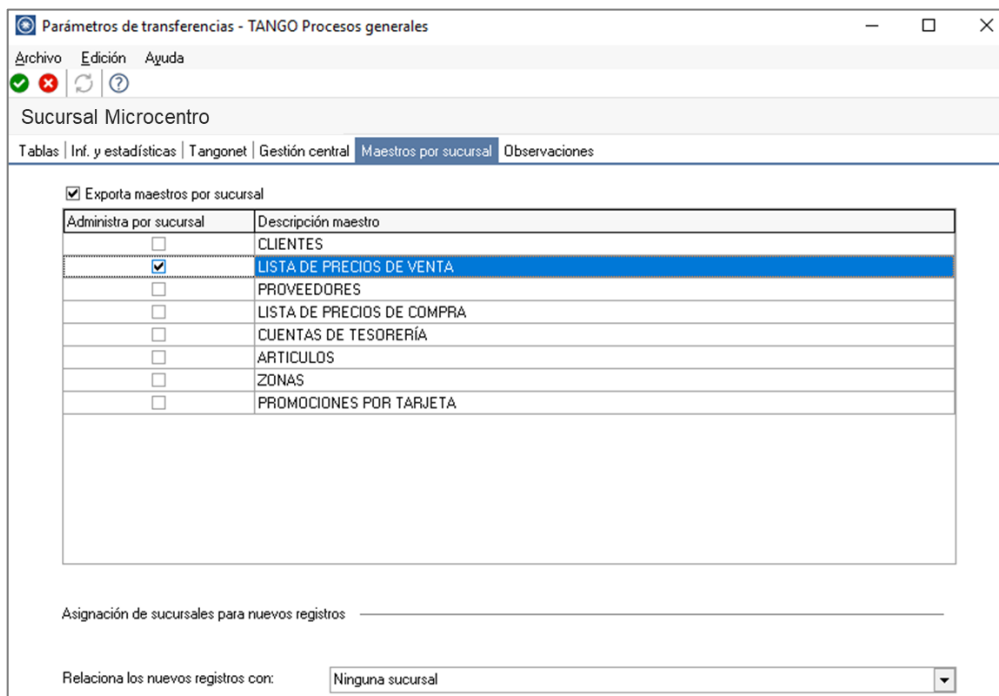 Parámetros de transferencias - TANGO Procesos generales
Archivo Edición Ayuda
Sucursal Microcentro
Tablas | Inf. y estadísticas | Tangonet | Gestión central | Maestros por sucursal | Observaciones
Exporta maestros por sucursal
Administra por sucursal Descripción maestro
CLIENTES
LISTA DE PRECIOS DE VENTA
PROVEEDORES
LISTA DE PRECIOS DE COMPRA
CUENTAS DE TESORERÍA
ARTICULOS
ZONAS
PROMOCIONES POR TARJETA
Asignación de sucursales para nuevos registros
Relaciona los nuevos registros con: Ninguna sucursal